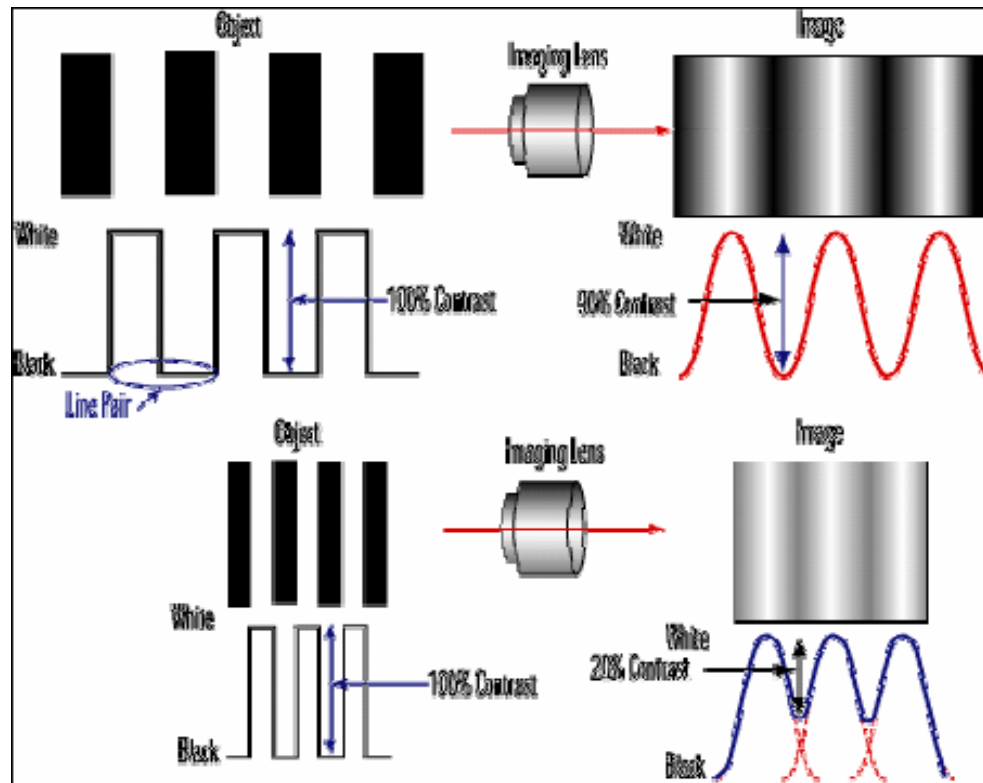 Object
Imaging Lens
Image
White
100% Contrast
Black
Line Pair
White
90% Contrast
Black
Object
Imaging Lens
Image
White
100% Contrast
Black
White
20% Contrast
Black